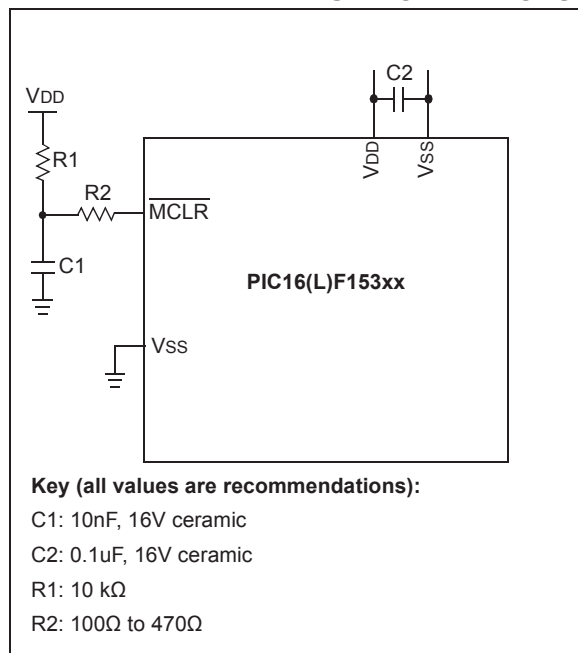 C2
VDD
VDD
VSS
R1
R2
MCLR
C1
PIC16(L)F153xx
VSS
Key (all values are recommendations):
C1: 10nF, 16V ceramic
C2: 0.1uF, 16V ceramic
R1: 10 kΩ
R2: 100Ω to 470Ω